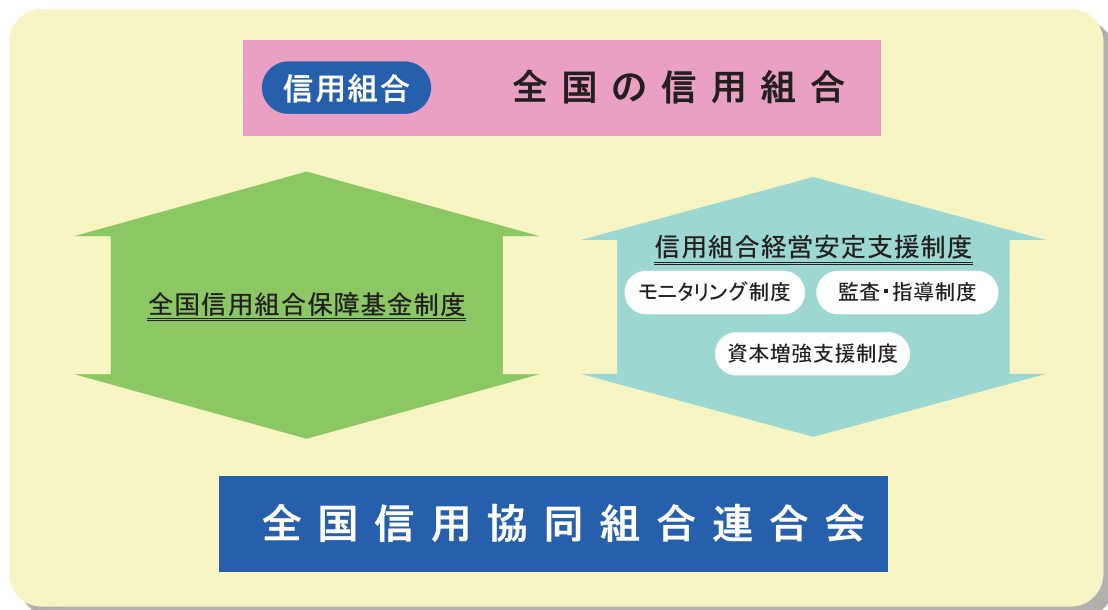 信用組合
全国の信用組合
全国信用組合保障基金制度
信用組合経営安定支援制度
モニタリング制度
監査・指導制度
資本増強支援制度
全国信用協同組合連合会